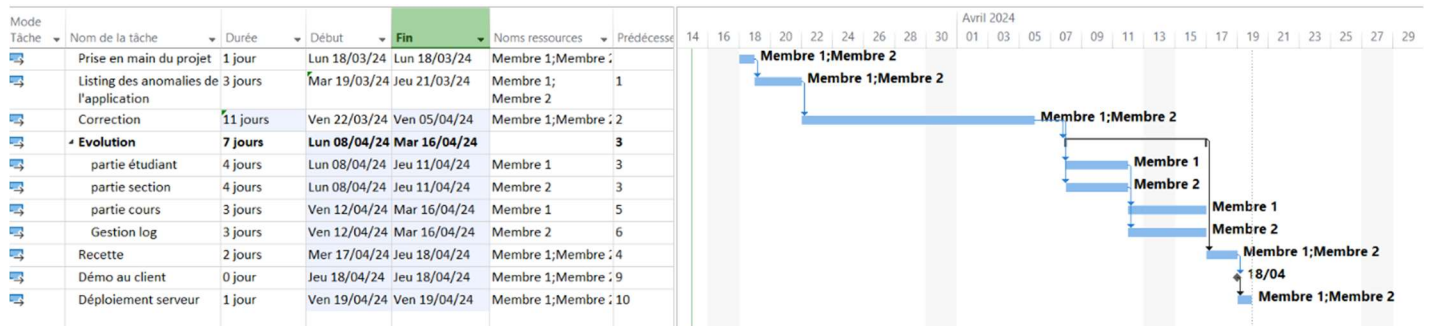 Mode
Tâche Nom de la tâche Durée Début Fin Noms ressources Prédécesse
Avril 2024
14 16 18 20 22 24 26 28 30 01 03 05 07 09 11 13 15 17 19 21 23 25 27 29
Prise en main du projet 1 jour Lun 18/03/24 Lun 18/03/24 Membre 1;Membre 2
Membre 1;Membre 2
Listing des anomalies de 3 jours Mar 19/03/24 Jeu 21/03/24 Membre 1; 1
l'application Membre 2
Membre 1;Membre 2
Correction 11 jours Ven 22/03/24 Ven 05/04/24 Membre 1;Membre 2 2
Membre 1;Membre 2
Evolution 7 jours Lun 08/04/24 Mar 16/04/24 3
partie étudiant 4 jours Lun 08/04/24 Jeu 11/04/24 Membre 1 3
Membre 1
partie section 4 jours Lun 08/04/24 Jeu 11/04/24 Membre 2 3
Membre 2
partie cours 3 jours Ven 12/04/24 Mar 16/04/24 Membre 1 5
Membre 1
Gestion log 3 jours Ven 12/04/24 Mar 16/04/24 Membre 2 6
Membre 2
Recette 2 jours Mer 17/04/24 Jeu 18/04/24 Membre 1;Membre 2 4
Membre 1;Membre 2
Démo au client 0 jour Jeu 18/04/24 Jeu 18/04/24 Membre 1;Membre 2 9
18/04
Déploiement serveur 1 jour Ven 19/04/24 Ven 19/04/24 Membre 1;Membre 2 10
Membre 1;Membre 2